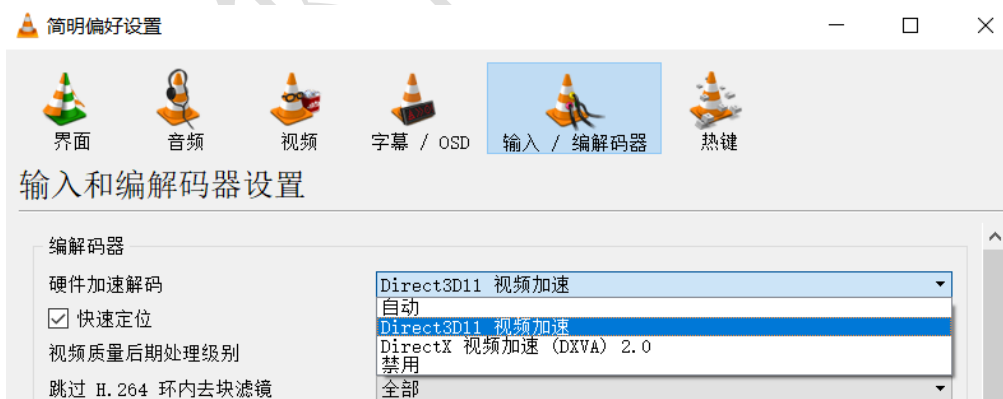 简明偏好设置
界面 音频 视频 字幕 / OSD 输入 / 编解码器 热键
输入和编解码器设置
编解码器
硬件加速解码 Direct3D11 视频加速
自动
快速定位
Direct3D11 视频加速
视频质量后期处理级别
DirectX 视频加速 (DXVA) 2.0
禁用
跳过 H.264 环内去块滤镜 全部